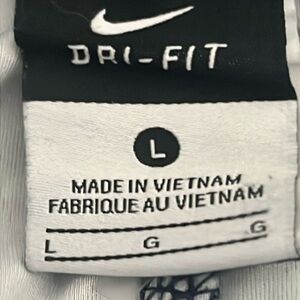 DRI-FIT
L
MADE IN VIETNAM
FABRIQUE AU VIETNAM
L G G